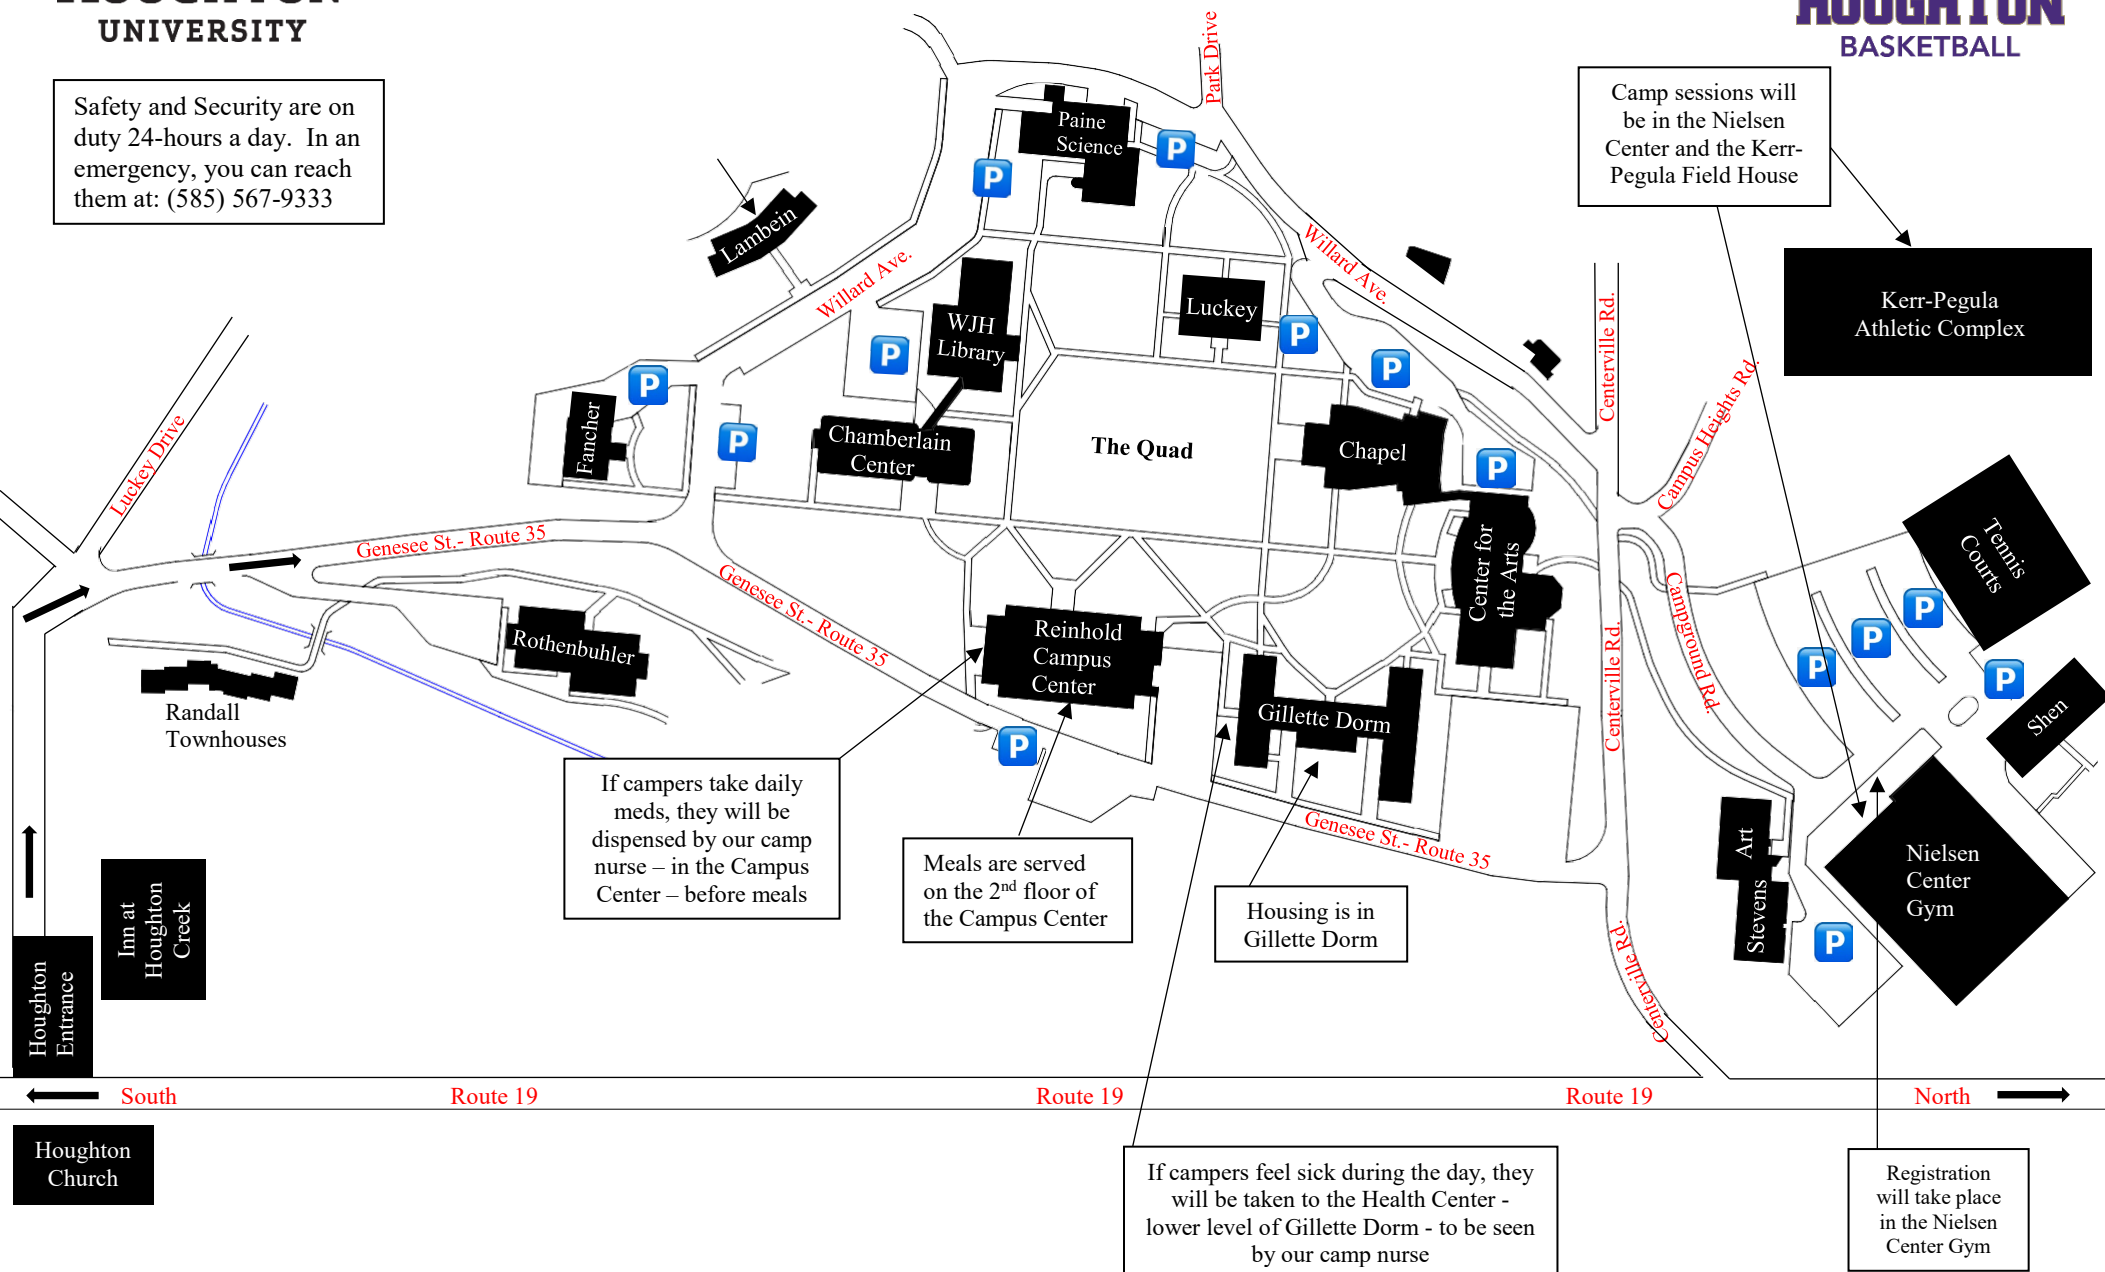 HOUGHTON
UNIVERSITY
HOUGHTON
BASKETBALL
Safety and Security are on
duty 24-hours a day.  In an
emergency, you can reach
them at: (585) 567-9333
Camp sessions will
be in the Nielsen
Center and the Kerr-
Pegula Field House
Park Drive
Paine
Science
P
P
Lambein
Willard Ave.
Willard Ave.
Kerr-Pegula
Athletic Complex
WJH
Library
Luckey
P
P
P
P
Centerville Rd.
Campus Heights Rd.
Luckey Drive
Fancher
P
Chamberlain
Center
The Quad
Chapel
P
Genesee St.- Route 35
Genesee St.- Route 35
Center for
the Arts
Tennis
Courts
Campground Rd.
P
P
P
P
Rothenbuhler
Reinhold
Campus
Center
Centerville Rd.
Randall
Townhouses
Gillette Dorm
Shen
P
If campers take daily
meds, they will be
dispensed by our camp
nurse – in the Campus
Center – before meals
Meals are served
on the 2nd floor of
the Campus Center
Genesee St.- Route 35
Housing is in
Gillette Dorm
Stevens Art
Nielsen
Center
Gym
P
Inn at
Houghton
Creek
Houghton
Entrance
Centerville Rd.
South
Route 19
Route 19
Route 19
North
Houghton
Church
If campers feel sick during the day, they
will be taken to the Health Center -
lower level of Gillette Dorm - to be seen
by our camp nurse
Registration
will take place
in the Nielsen
Center Gym